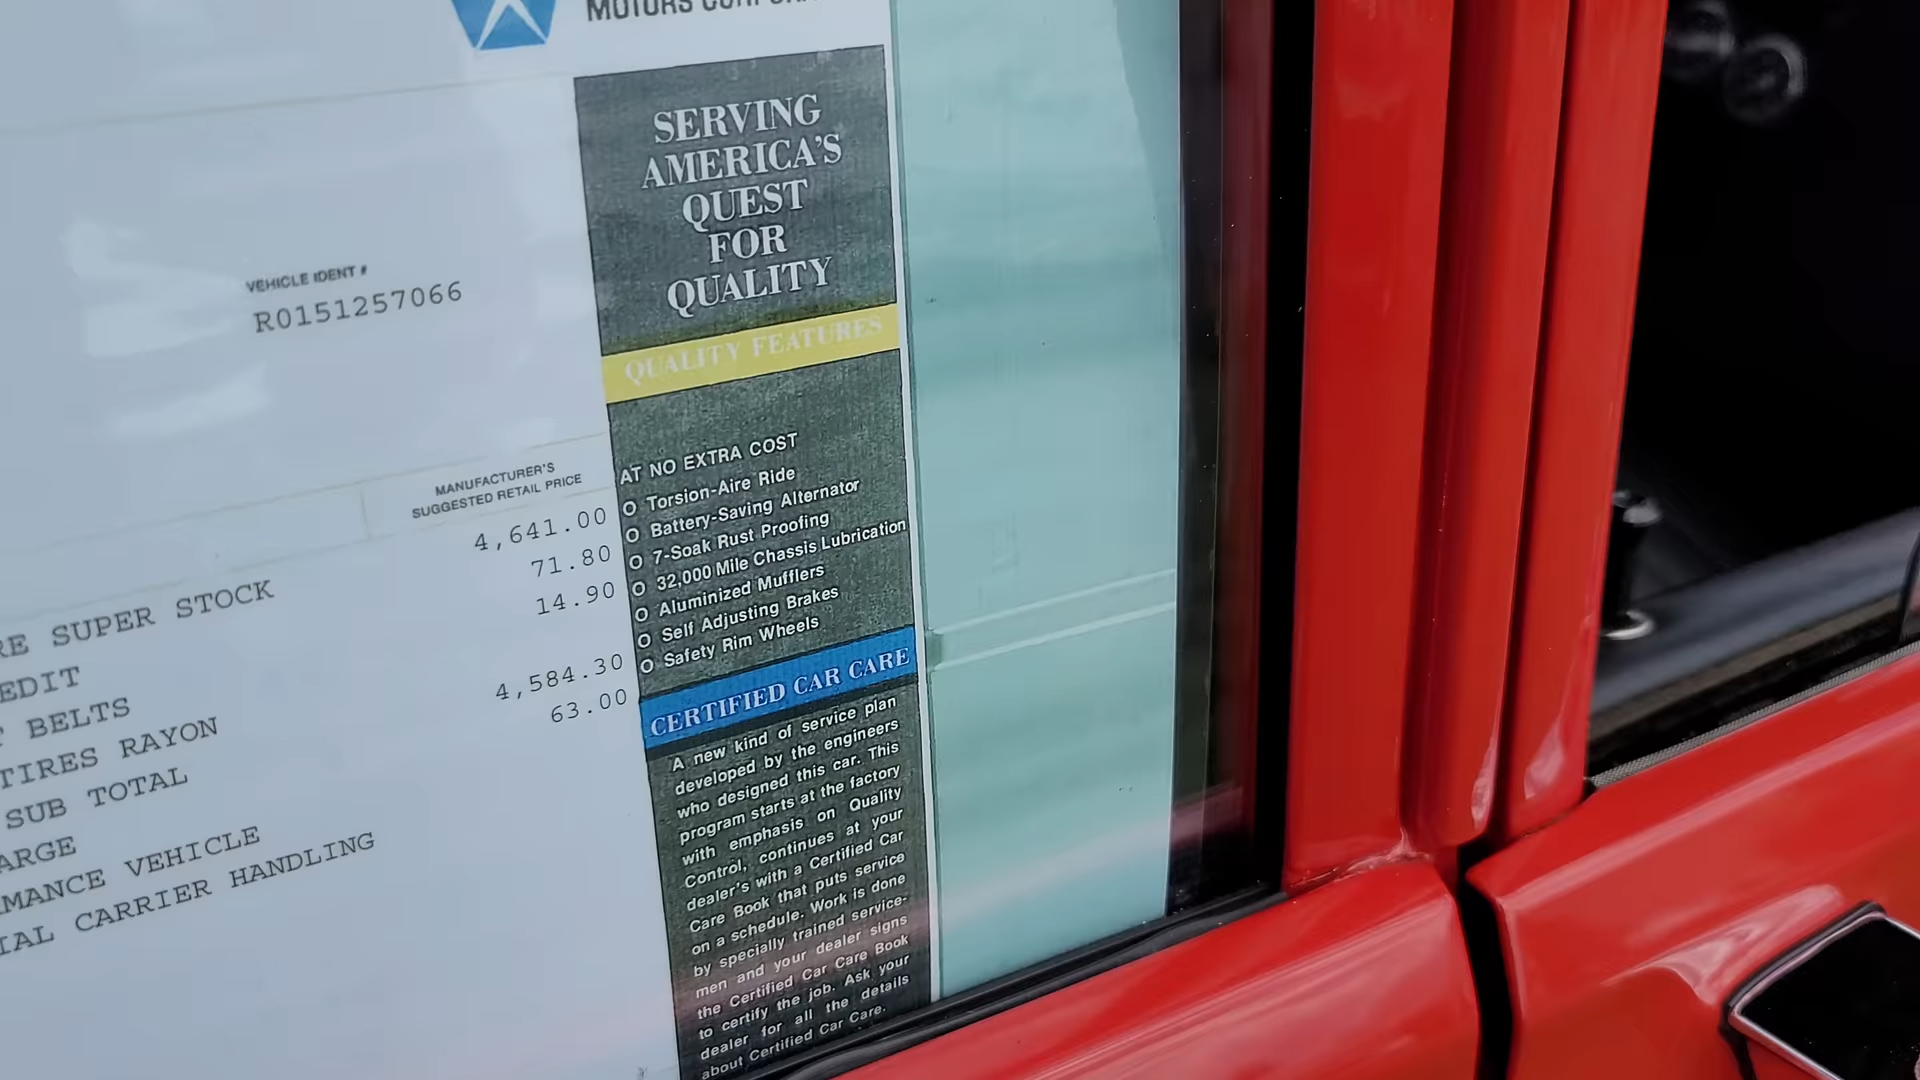 MOTORS
SERVING
AMERICA'S
QUEST
FOR
QUALITY
VEHICLE IDENT #
R0151257066
QUALITY FEATURES
MANUFACTURER'S
SUGGESTED RETAIL PRICE
4,641.00
71.80
14.90
4,584.30
63.00
SUPER STOCK
BELTS
TIRES RAYON
SUB TOTAL
VEHICLE
CARRIER HANDLING
AT NO EXTRA COST
O Torsion-Aire Ride
O Battery-Saving Alternator
O 7-Soak Rust Proofing
O 32,000 Mile Chassis Lubrication
O Aluminized Mufflers
O Self Adjusting Brakes
O Safety Rim Wheels
CERTIFIED CAR CARE
A new kind of service plan
developed by the engineers
who designed this car. This
program starts at the factory
with emphasis on Quality
Control, continues at your
dealer's with a Certified Car
Care Book that puts service
on a schedule. Work is done
by specially trained service-
men and your dealer signs
the Certified Car Care Book
to certify the job. Ask your
dealer for all the details
about Certified Car Care.